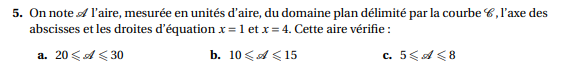 5. On note 𝒜 l'aire, mesurée en unités d'aire, du domaine plan délimité par la courbe 𝒞, l'axe des
abscisses et les droites d'équation x = 1 et x = 4. Cette aire vérifie :
a. 20 ⩽ 𝒜 ⩽ 30 b. 10 ⩽ 𝒜 ⩽ 15 c. 5 ⩽ 𝒜 ⩽ 8